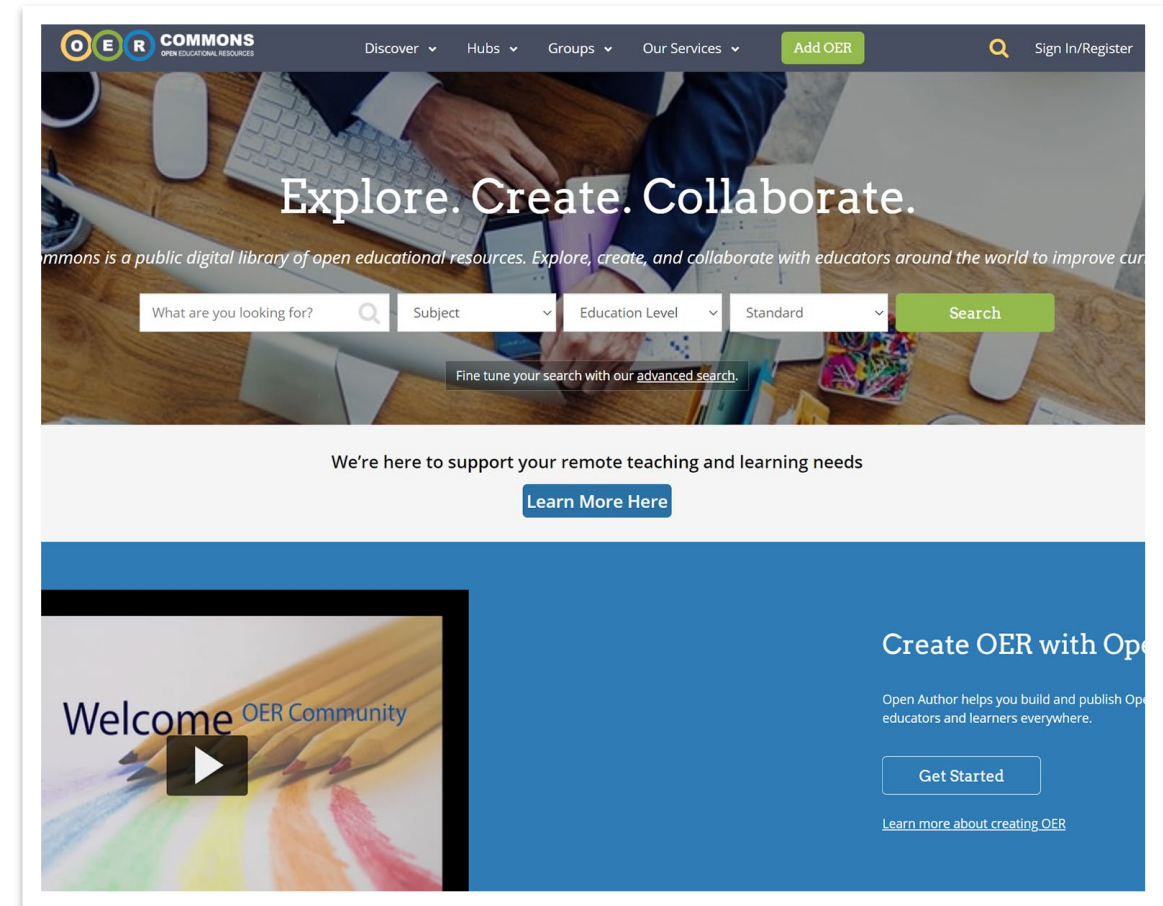 O E R COMMONS
OPEN EDUCATIONAL RESOURCES
Discover Hubs Groups Our Services Add OER Sign In/Register
Explore. Create. Collaborate.
mmons is a public digital library of open educational resources. Explore, create, and collaborate with educators around the world to improve cur
What are you looking for? Subject Education Level Standard Search
Fine tune your search with our advanced search.
We're here to support your remote teaching and learning needs
Learn More Here
Welcome OER Community
Create OER with Ope
Open Author helps you build and publish Ope
educators and learners everywhere.
Get Started
Learn more about creating OER